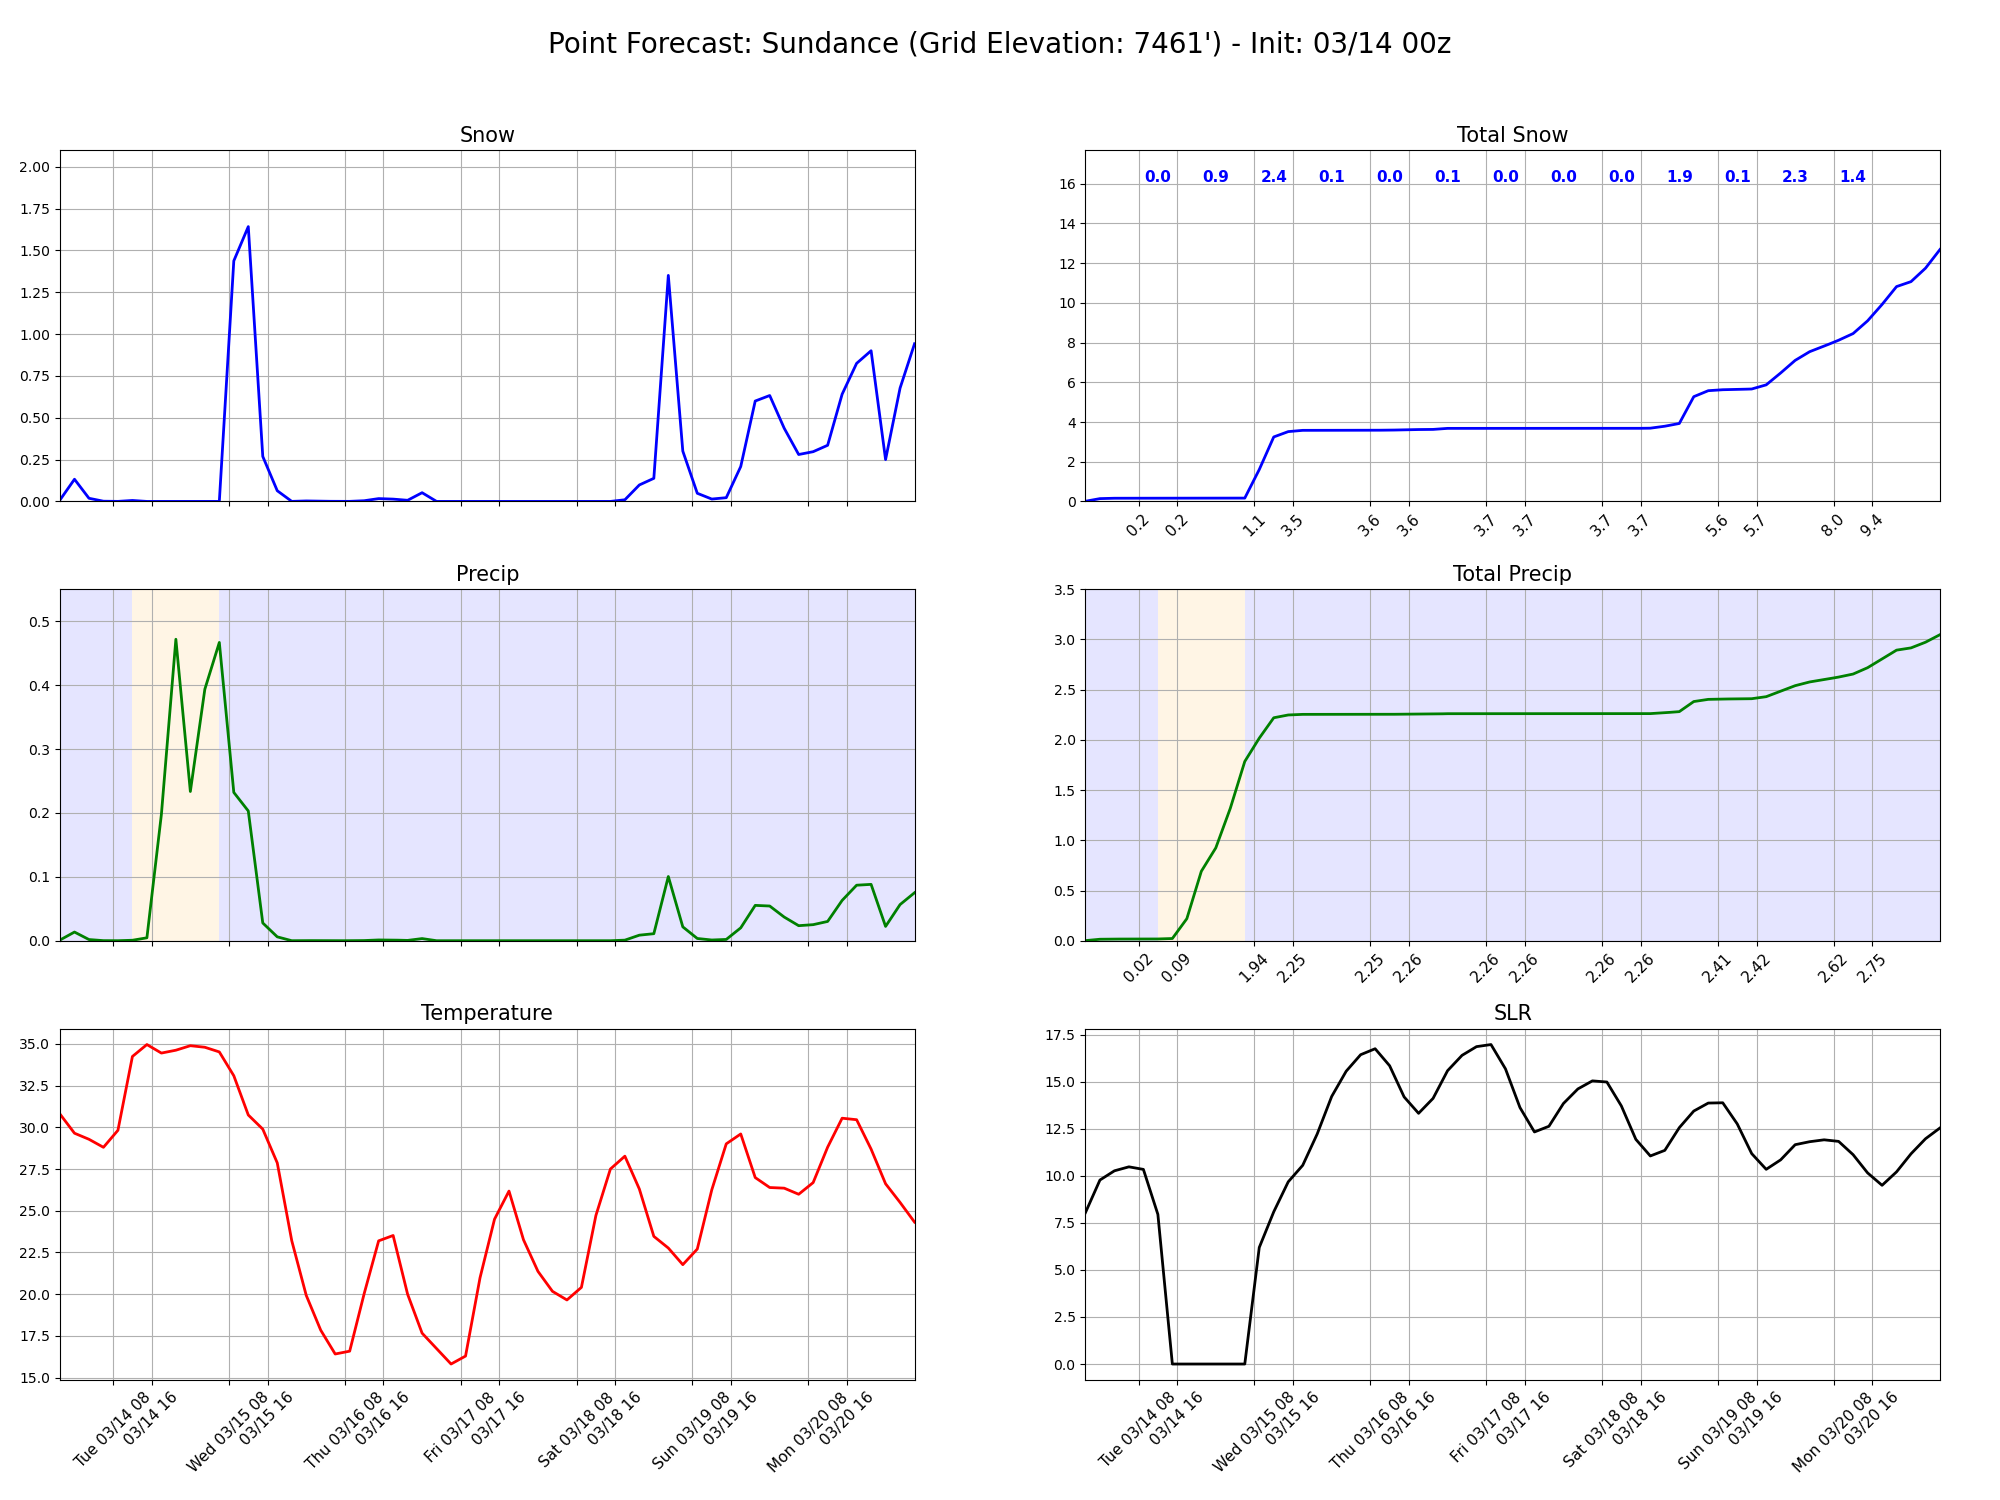 Point Forecast: Sundance (Grid Elevation: 7461') - Init: 03/14 00z
Snow
2.00
1.75
1.50
1.25
1.00
0.75
0.50
0.25
0.00
Total Snow
0.0 0.9 2.4 0.1 0.0 0.1 0.0 0.0 0.0 1.9 0.1 2.3 1.4
16
14
12
10
8
6
4
2
0
0.2 0.2 1.1 3.5 3.6 3.6 3.7 3.7 3.7 3.7 5.6 5.7 8.0 9.4
Precip
0.5
0.4
0.3
0.2
0.1
0.0
Total Precip
3.5
3.0
2.5
2.0
1.5
1.0
0.5
0.0
0.02 0.09 1.94 2.25 2.25 2.26 2.26 2.26 2.26 2.26 2.41 2.42 2.62 2.75
Temperature
35.0
32.5
30.0
27.5
25.0
22.5
20.0
17.5
15.0
Tue 03/14 08
03/14 16
Wed 03/15 08
03/15 16
Thu 03/16 08
03/16 16
Fri 03/17 08
03/17 16
Sat 03/18 08
03/18 16
Sun 03/19 08
03/19 16
Mon 03/20 08
03/20 16
SLR
17.5
15.0
12.5
10.0
7.5
5.0
2.5
0.0
Tue 03/14 08
03/14 16
Wed 03/15 08
03/15 16
Thu 03/16 08
03/16 16
Fri 03/17 08
03/17 16
Sat 03/18 08
03/18 16
Sun 03/19 08
03/19 16
Mon 03/20 08
03/20 16